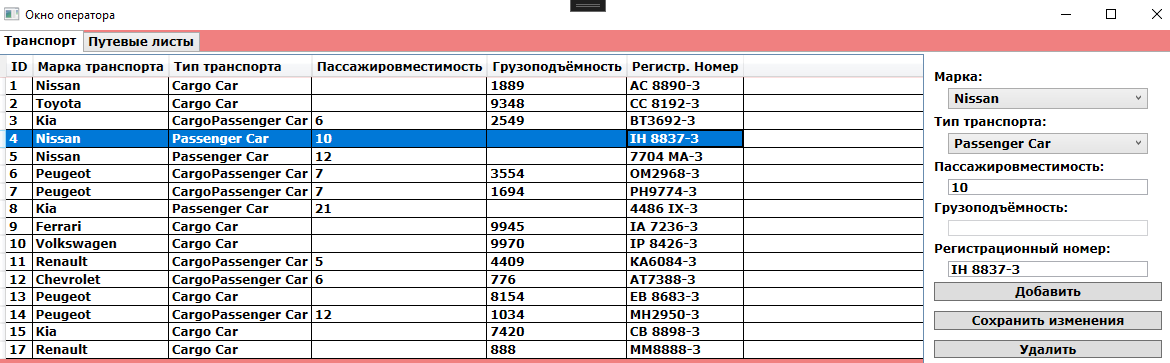 Окно оператора
Транспорт Путевые листы
ID Марка транспорта Тип транспорта Пассажировместимость Грузоподъёмность Регистр. Номер
1 Nissan Cargo Car 1889 AC 8890-3
2 Toyota Cargo Car 9348 CC 8192-3
3 Kia CargoPassenger Car 6 2549 BT3692-3
4 Nissan Passenger Car 10 IH 8837-3
5 Nissan Passenger Car 12 7704 MA-3
6 Peugeot CargoPassenger Car 7 3554 OM2968-3
7 Peugeot CargoPassenger Car 7 1694 PH9774-3
8 Kia Passenger Car 21 4486 IX-3
9 Ferrari Cargo Car 9945 IA 7236-3
10 Volkswagen Cargo Car 9970 IP 8426-3
11 Renault CargoPassenger Car 5 4409 KA6084-3
12 Chevrolet CargoPassenger Car 6 776 AT7388-3
13 Peugeot Cargo Car 8154 EB 8683-3
14 Peugeot CargoPassenger Car 12 1034 MH2950-3
15 Kia Cargo Car 7420 CB 8898-3
17 Renault Cargo Car 888 MM8888-3
Марка:
Nissan
Тип транспорта:
Passenger Car
Пассажировместимость:
10
Грузоподъёмность:
Регистрационный номер:
IH 8837-3
Добавить
Сохранить изменения
Удалить